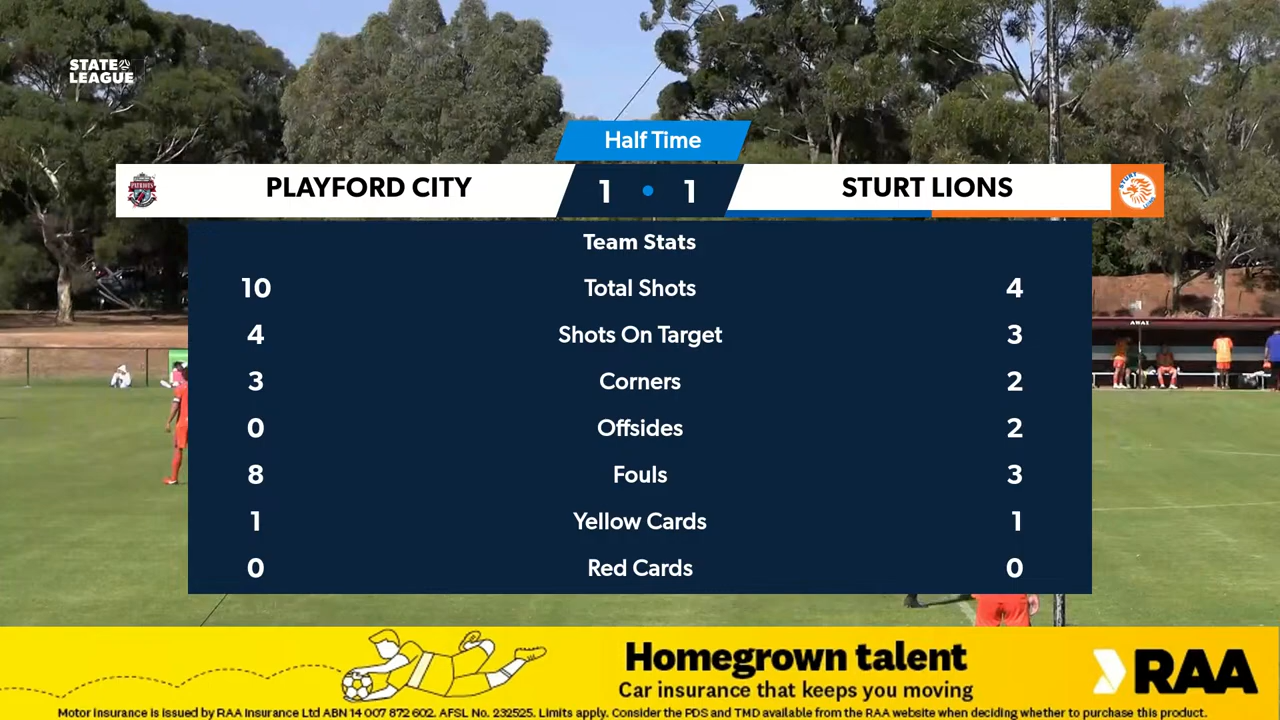 STATE
LEAGUE
Half Time
PLAYFORD CITY 1 • 1 STURT LIONS
PATRIOTS
STURT
LIONS
Team Stats
10 Total Shots 4
4 Shots On Target 3
3 Corners 2
0 Offsides 2
8 Fouls 3
1 Yellow Cards 1
0 Red Cards 0
AWAY
Homegrown talent
Car insurance that keeps you moving
RAA
Motor insurance is issued by RAA Insurance Ltd ABN 14 007 872 602. AFSL No. 232525. Limits apply. Consider the PDS and TMD available from the RAA website when deciding whether to purchase this product.